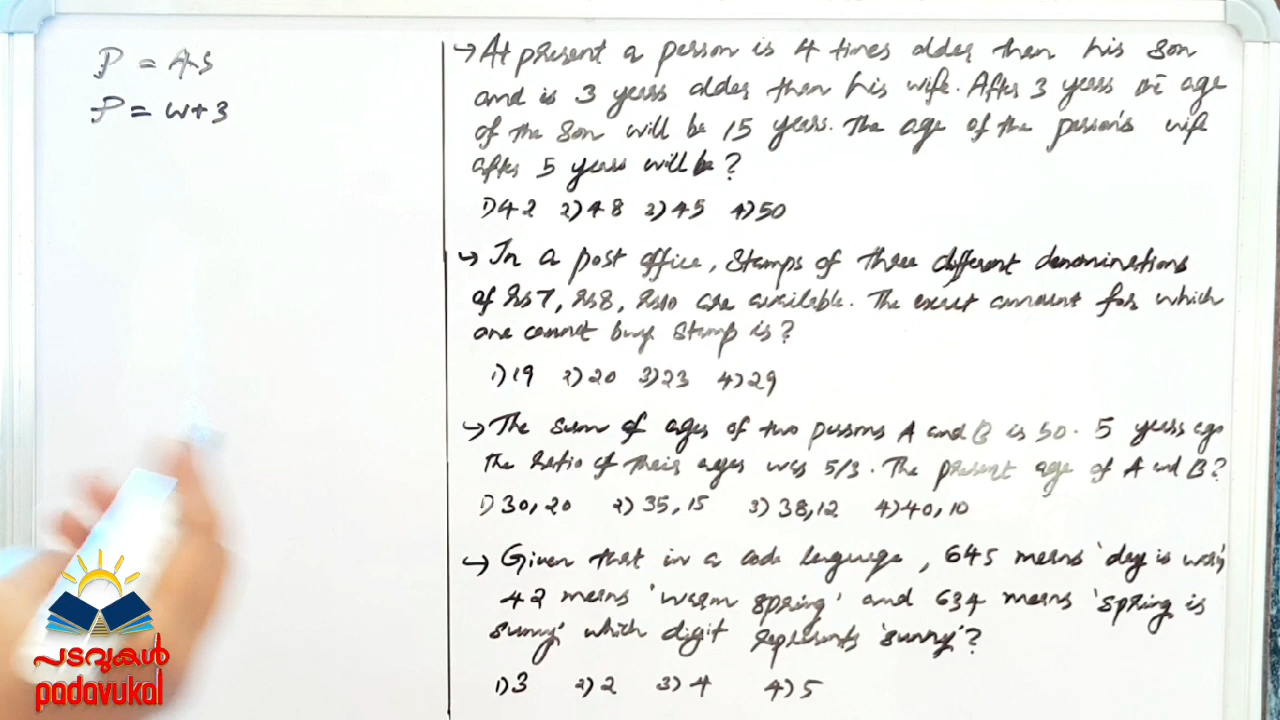 P = 4S
P = W+3
→ At present a person is 4 times older than his son
and is 3 years older than his wife. After 3 years the age
of the son will be 15 years. The age of the person's wife
after 5 years will be?
1) 42 2) 48 3) 45 4) 50
→ In a post office, stamps of three different denominations
of Rs 7, Rs 8, Rs 10 are available. The exact amount for which
one cannot buy stamp is?
1) 19 2) 20 3) 23 4) 29
→ The sum of ages of two persons A and B is 50. 5 years ago
the ratio of their ages was 5/3. The present age of A and B?
1) 30, 20 2) 35, 15 3) 38, 12 4) 40, 10
→ Given that in a code language, 645 means 'day is warm'
42 means 'warm spring' and 634 means 'spring is
sunny', which digit represents 'sunny'?
1) 3 2) 2 3) 4 4) 5
പടവുകൾ
padavukal